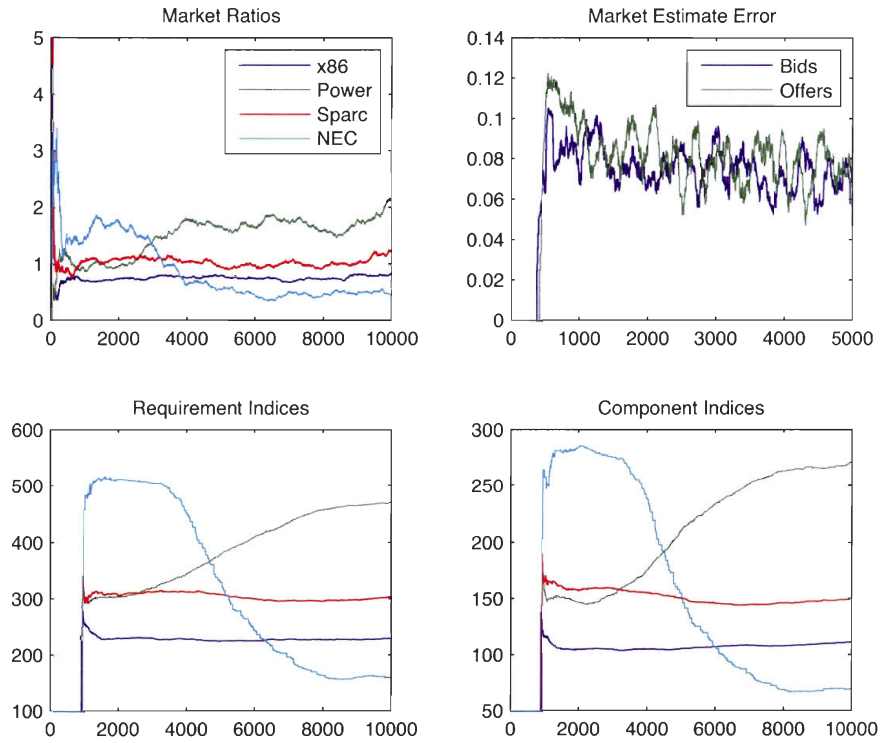 Market Ratios
5
4
3
2
1
0
0 2000 4000 6000 8000 10000
x86
Power
Sparc
NEC
Market Estimate Error
0.14
0.12
0.1
0.08
0.06
0.04
0.02
0
0 1000 2000 3000 4000 5000
Bids
Offers
Requirement Indices
600
500
400
300
200
100
0 2000 4000 6000 8000 10000
Component Indices
300
250
200
150
100
50
0 2000 4000 6000 8000 10000